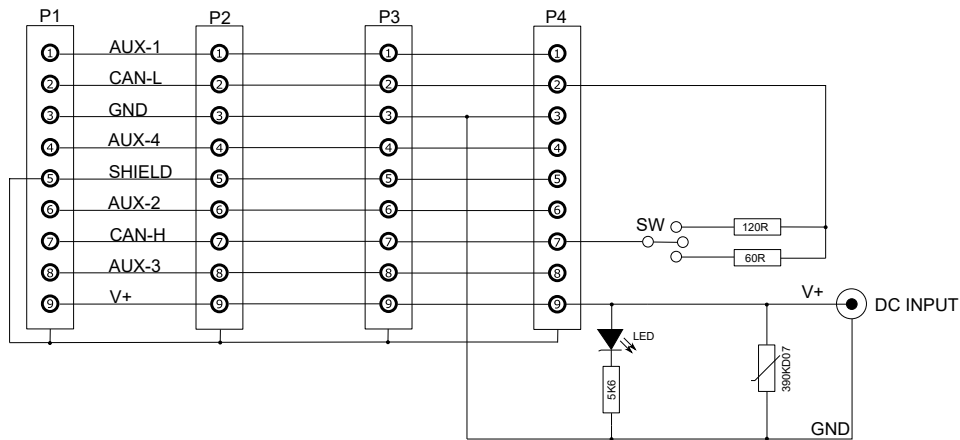 P1 P2 P3 P4
1 AUX-1 1 1 1
2 CAN-L 2 2 2
3 GND 3 3 3
4 AUX-4 4 4 4
5 SHIELD 5 5 5
6 AUX-2 6 6 6
7 CAN-H 7 7 7
8 AUX-3 8 8 8
9 V+ 9 9 9
SW
120R
60R
V+
DC INPUT
LED
5K6
390KD07
GND